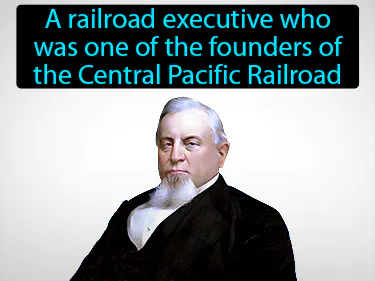 A railroad executive who
was one of the founders of
the Central Pacific Railroad